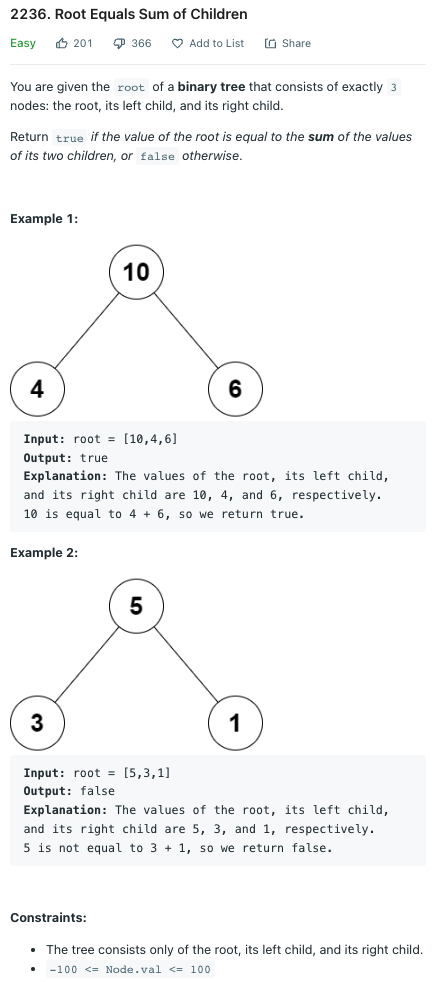 2236. Root Equals Sum of Children
Easy 201 366 Add to List Share
You are given the root of a binary tree that consists of exactly 3
nodes: the root, its left child, and its right child.
Return true if the value of the root is equal to the sum of the values
of its two children, or false otherwise.
Example 1:
10
4 6
Input: root = [10,4,6]
Output: true
Explanation: The values of the root, its left child,
and its right child are 10, 4, and 6, respectively.
10 is equal to 4 + 6, so we return true.
Example 2:
5
3 1
Input: root = [5,3,1]
Output: false
Explanation: The values of the root, its left child,
and its right child are 5, 3, and 1, respectively.
5 is not equal to 3 + 1, so we return false.
Constraints:
• The tree consists only of the root, its left child, and its right child.
• -100 <= Node.val <= 100